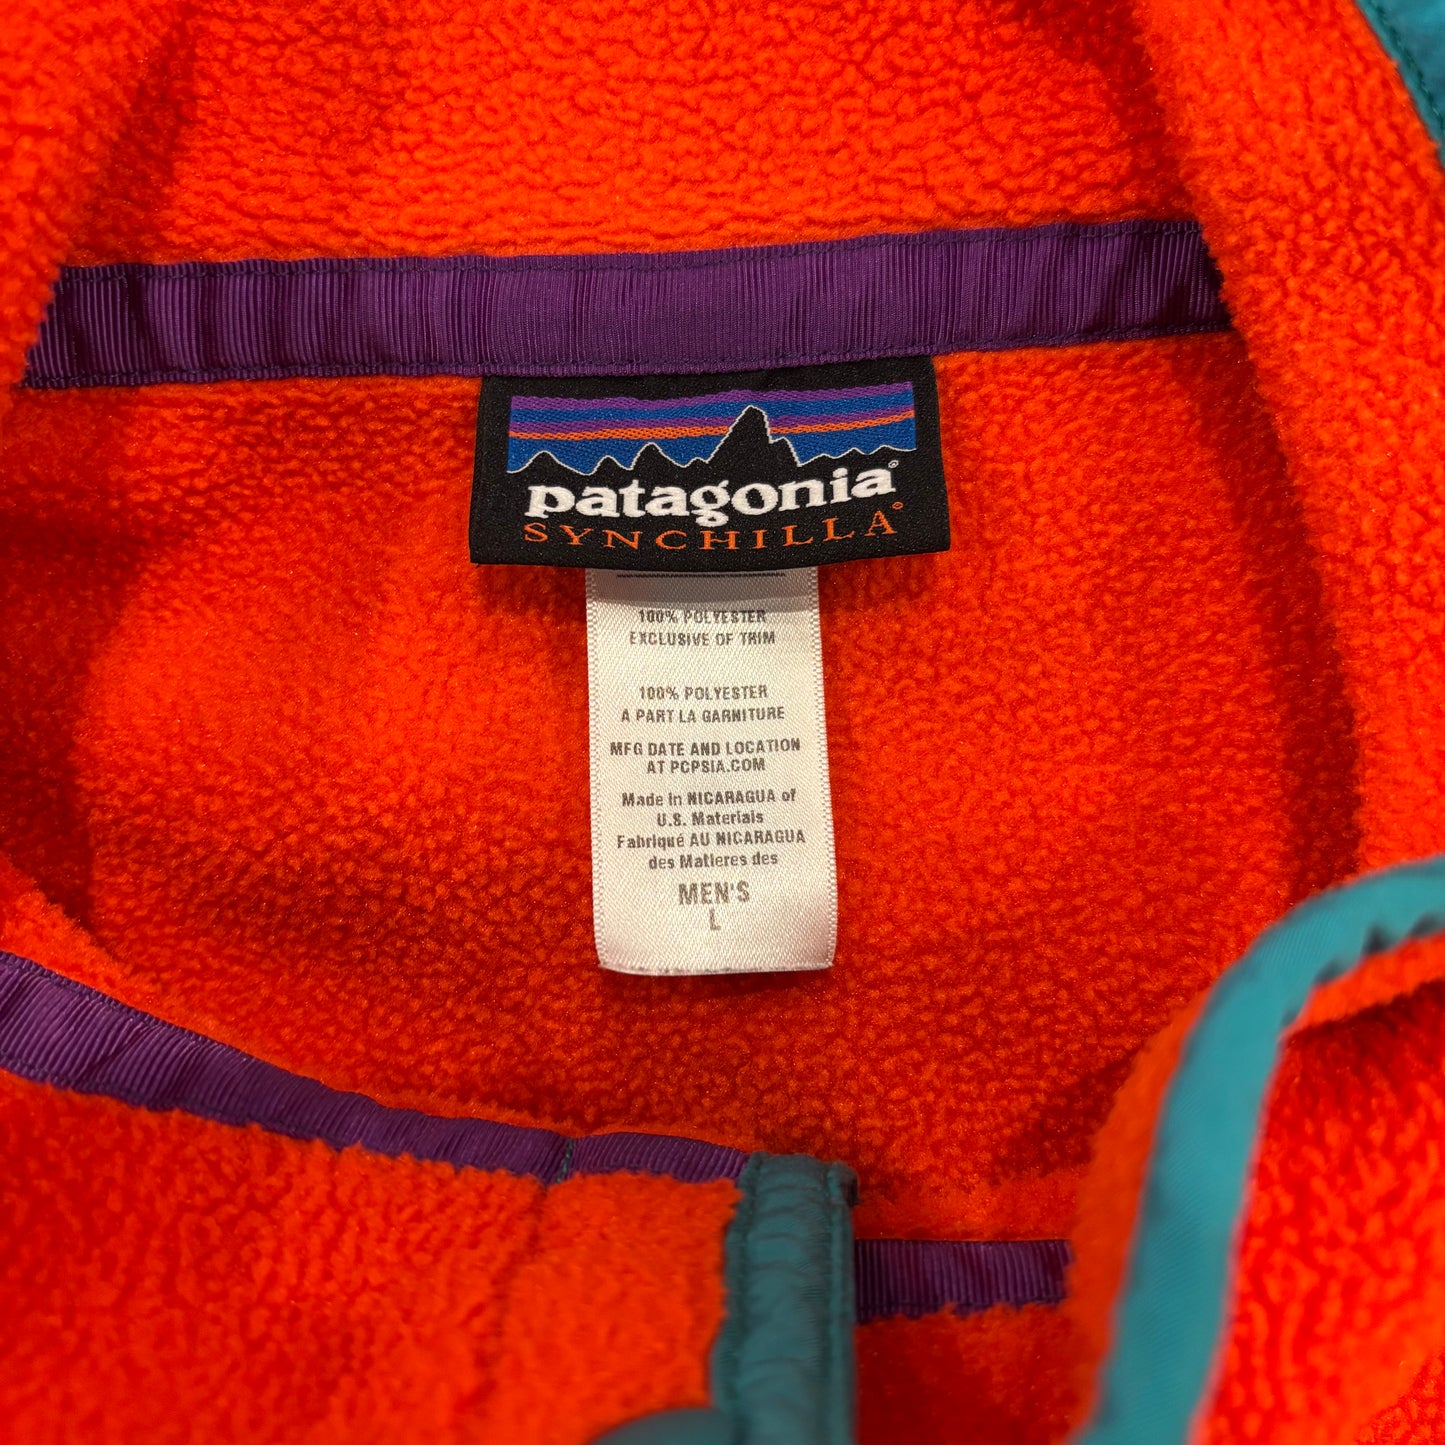 patagonia®
SYNCHILLA®
100% POLYESTER
EXCLUSIVE OF TRIM
100% POLYESTER
A PART LA GARNITURE
MFG DATE AND LOCATION
AT PCPSIA.COM
Made in NICARAGUA of
U.S. Materials
Fabriqué AU NICARAGUA
des Matieres des
MEN'S
L